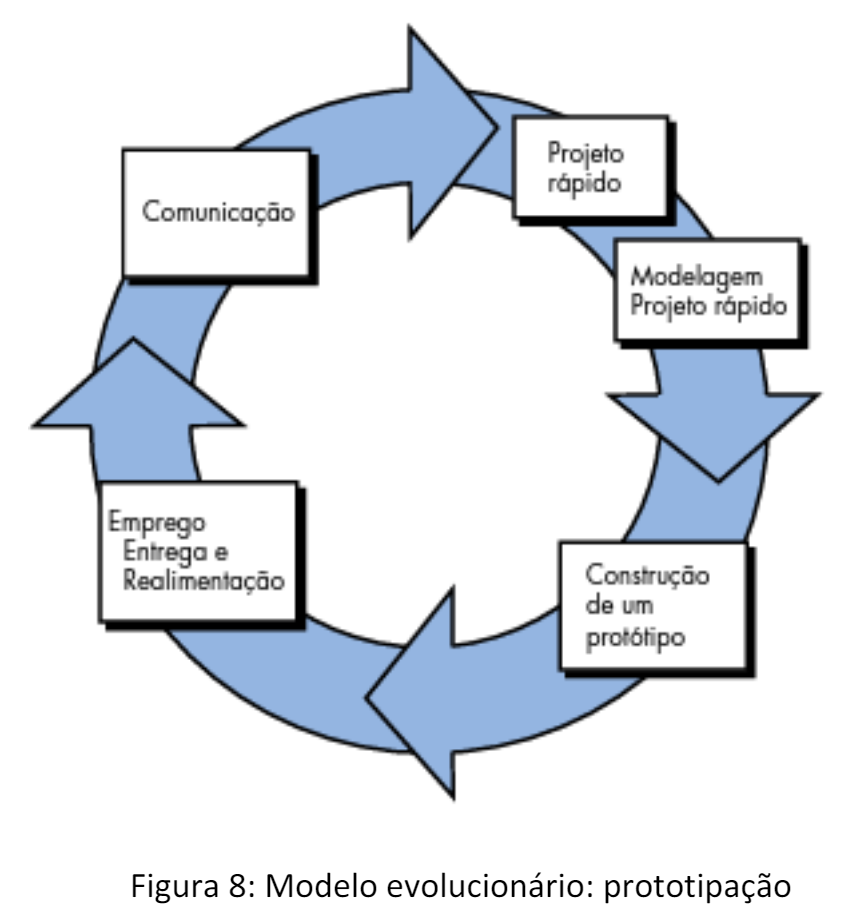 Comunicação
Projeto
rápido
Modelagem
Projeto rápido
Construção
de um
protótipo
Emprego
Entrega e
Realimentação
Figura 8: Modelo evolucionário: prototipação